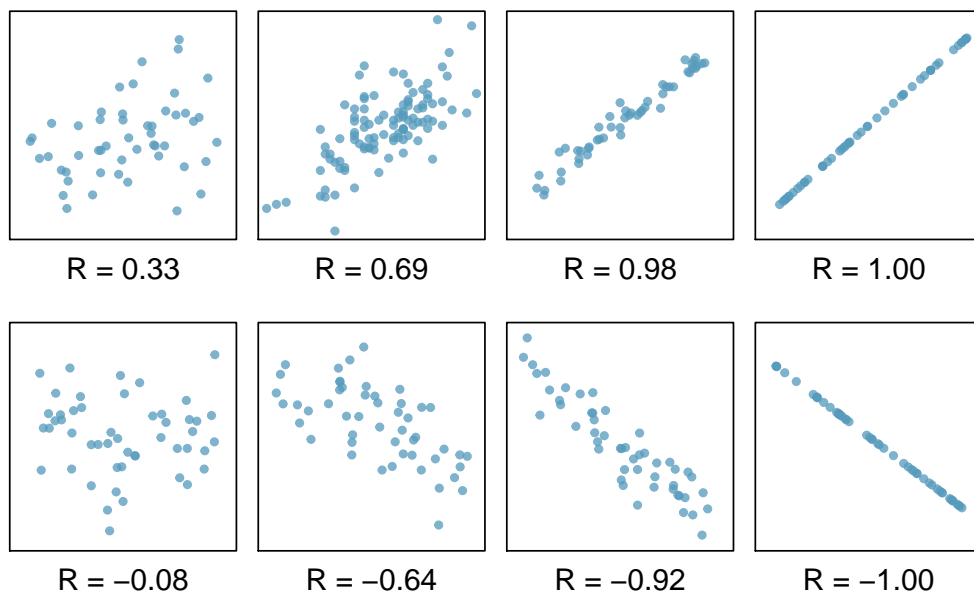 R = 0.33
R = 0.69
R = 0.98
R = 1.00
R = −0.08
R = −0.64
R = −0.92
R = −1.00